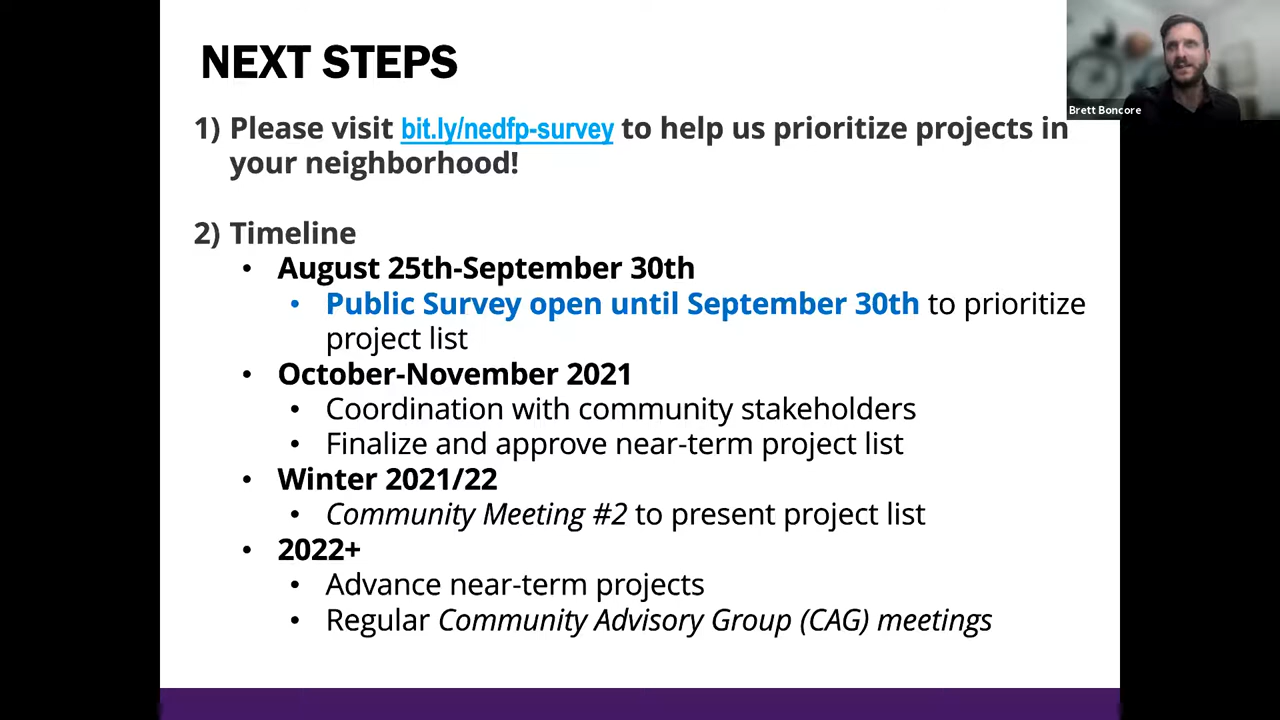 NEXT STEPS
Brett Boncore
1) Please visit bit.ly/nedfp-survey to help us prioritize projects in
your neighborhood!
2) Timeline
• August 25th-September 30th
• Public Survey open until September 30th to prioritize
project list
• October-November 2021
• Coordination with community stakeholders
• Finalize and approve near-term project list
• Winter 2021/22
• Community Meeting #2 to present project list
• 2022+
• Advance near-term projects
• Regular Community Advisory Group (CAG) meetings